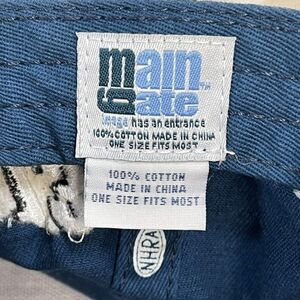 main
gate™
image has an entrance
100% COTTON MADE IN CHINA
ONE SIZE FITS MOST
100% COTTON
MADE IN CHINA
ONE SIZE FITS MOST
NHRA